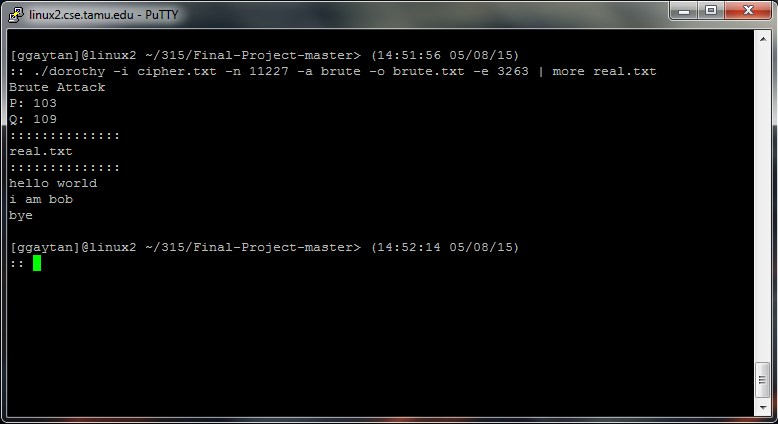 linux2.cse.tamu.edu - PuTTY
[ggaytan]@linux2 ~/315/Final-Project-master> (14:51:56 05/08/15)
:: ./dorothy -i cipher.txt -n 11227 -a brute -o brute.txt -e 3263 | more real.txt
Brute Attack
P: 103
Q: 109
::::::::::::::
real.txt
::::::::::::::
hello world
i am bob
bye
[ggaytan]@linux2 ~/315/Final-Project-master> (14:52:14 05/08/15)
::